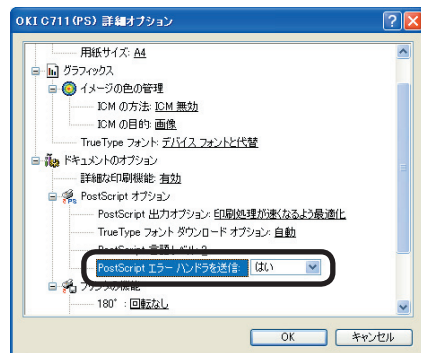 OKI C711(PS) 詳細オプション
用紙サイズ: A4
グラフィックス
イメージの色の管理
ICM の方法: ICM 無効
ICM の目的: 画像
TrueType フォント: デバイス フォントと代替
ドキュメントのオプション
詳細な印刷機能: 有効
PostScript オプション
PostScript 出力オプション: 印刷処理が速くなるよう最適化
TrueType フォント ダウンロード オプション: 自動
PostScript 言語レベル: 2
PostScript エラー ハンドラを送信: はい
プリンタの機能
180° : 回転なし
OK キャンセル